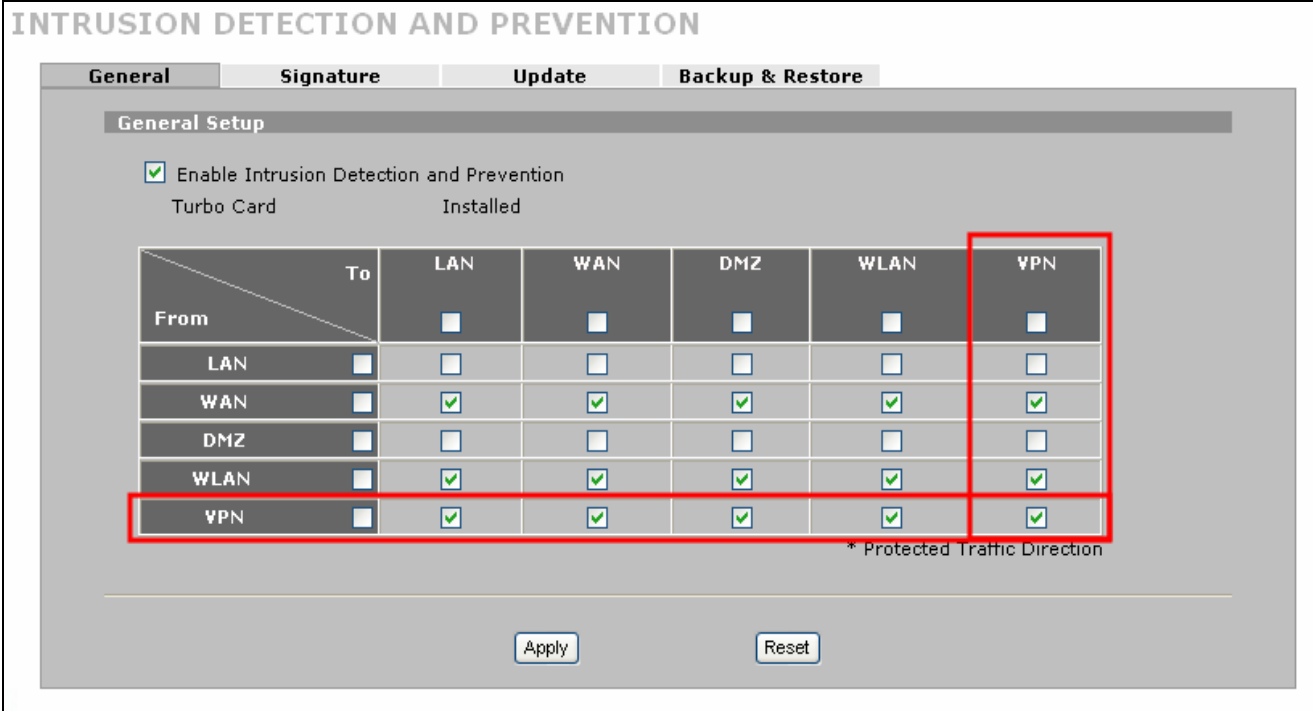 INTRUSION DETECTION AND PREVENTION
General Signature Update Backup & Restore
General Setup
Enable Intrusion Detection and Prevention
Turbo Card Installed
To LAN WAN DMZ WLAN VPN
From
LAN
WAN
DMZ
WLAN
VPN
* Protected Traffic Direction
Apply Reset